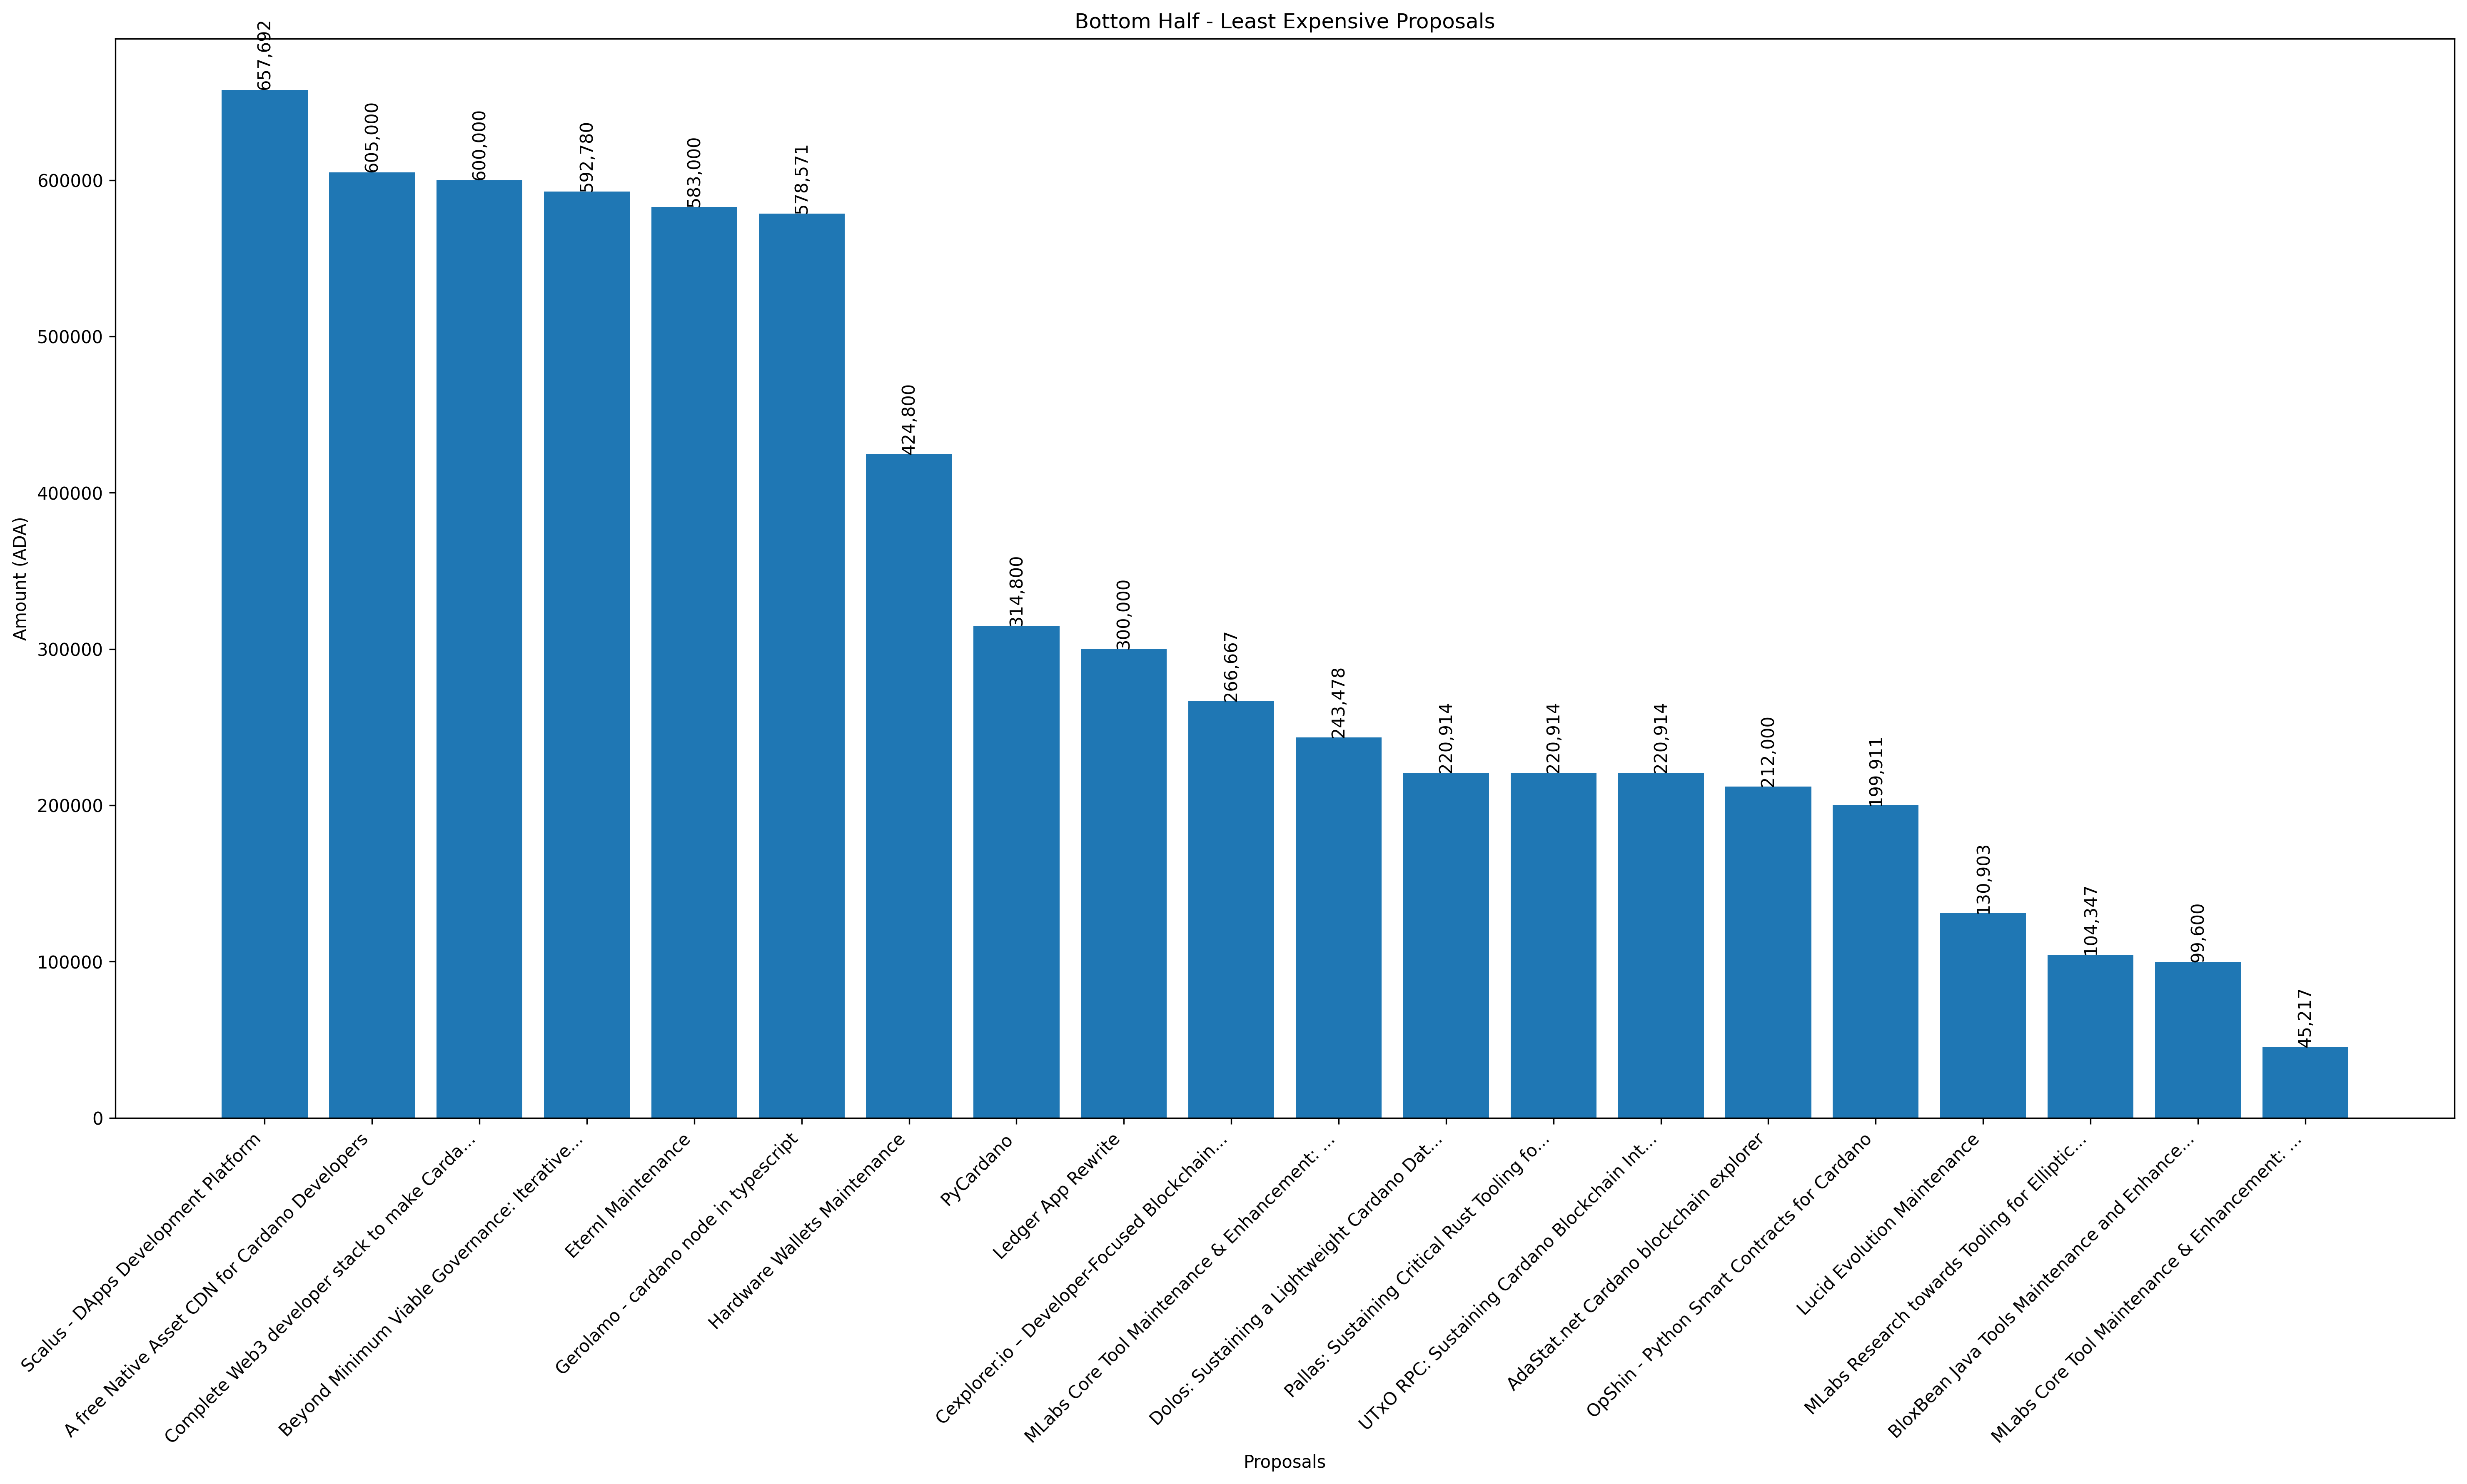 Bottom Half - Least Expensive Proposals
Amount (ADA)
600000
500000
400000
300000
200000
100000
0
657,692
605,000
600,000
592,780
583,000
578,571
424,800
314,800
300,000
266,667
243,478
220,914
220,914
220,914
212,000
199,911
130,903
104,347
99,600
45,217
Scalus - DApps Development Platform
A free Native Asset CDN for Cardano Developers
Complete Web3 developer stack to make Carda...
Beyond Minimum Viable Governance: Iterative...
Eternl Maintenance
Gerolamo - cardano node in typescript
Hardware Wallets Maintenance
PyCardano
Ledger App Rewrite
Cexplorer.io – Developer-Focused Blockchain...
MLabs Core Tool Maintenance & Enhancement: ...
Dolos: Sustaining a Lightweight Cardano Dat...
Pallas: Sustaining Critical Rust Tooling fo...
UTxO RPC: Sustaining Cardano Blockchain Int...
AdaStat.net Cardano blockchain explorer
OpShin - Python Smart Contracts for Cardano
Lucid Evolution Maintenance
MLabs Research towards Tooling for Elliptic...
BloxBean Java Tools Maintenance and Enhance...
MLabs Core Tool Maintenance & Enhancement: ...
Proposals